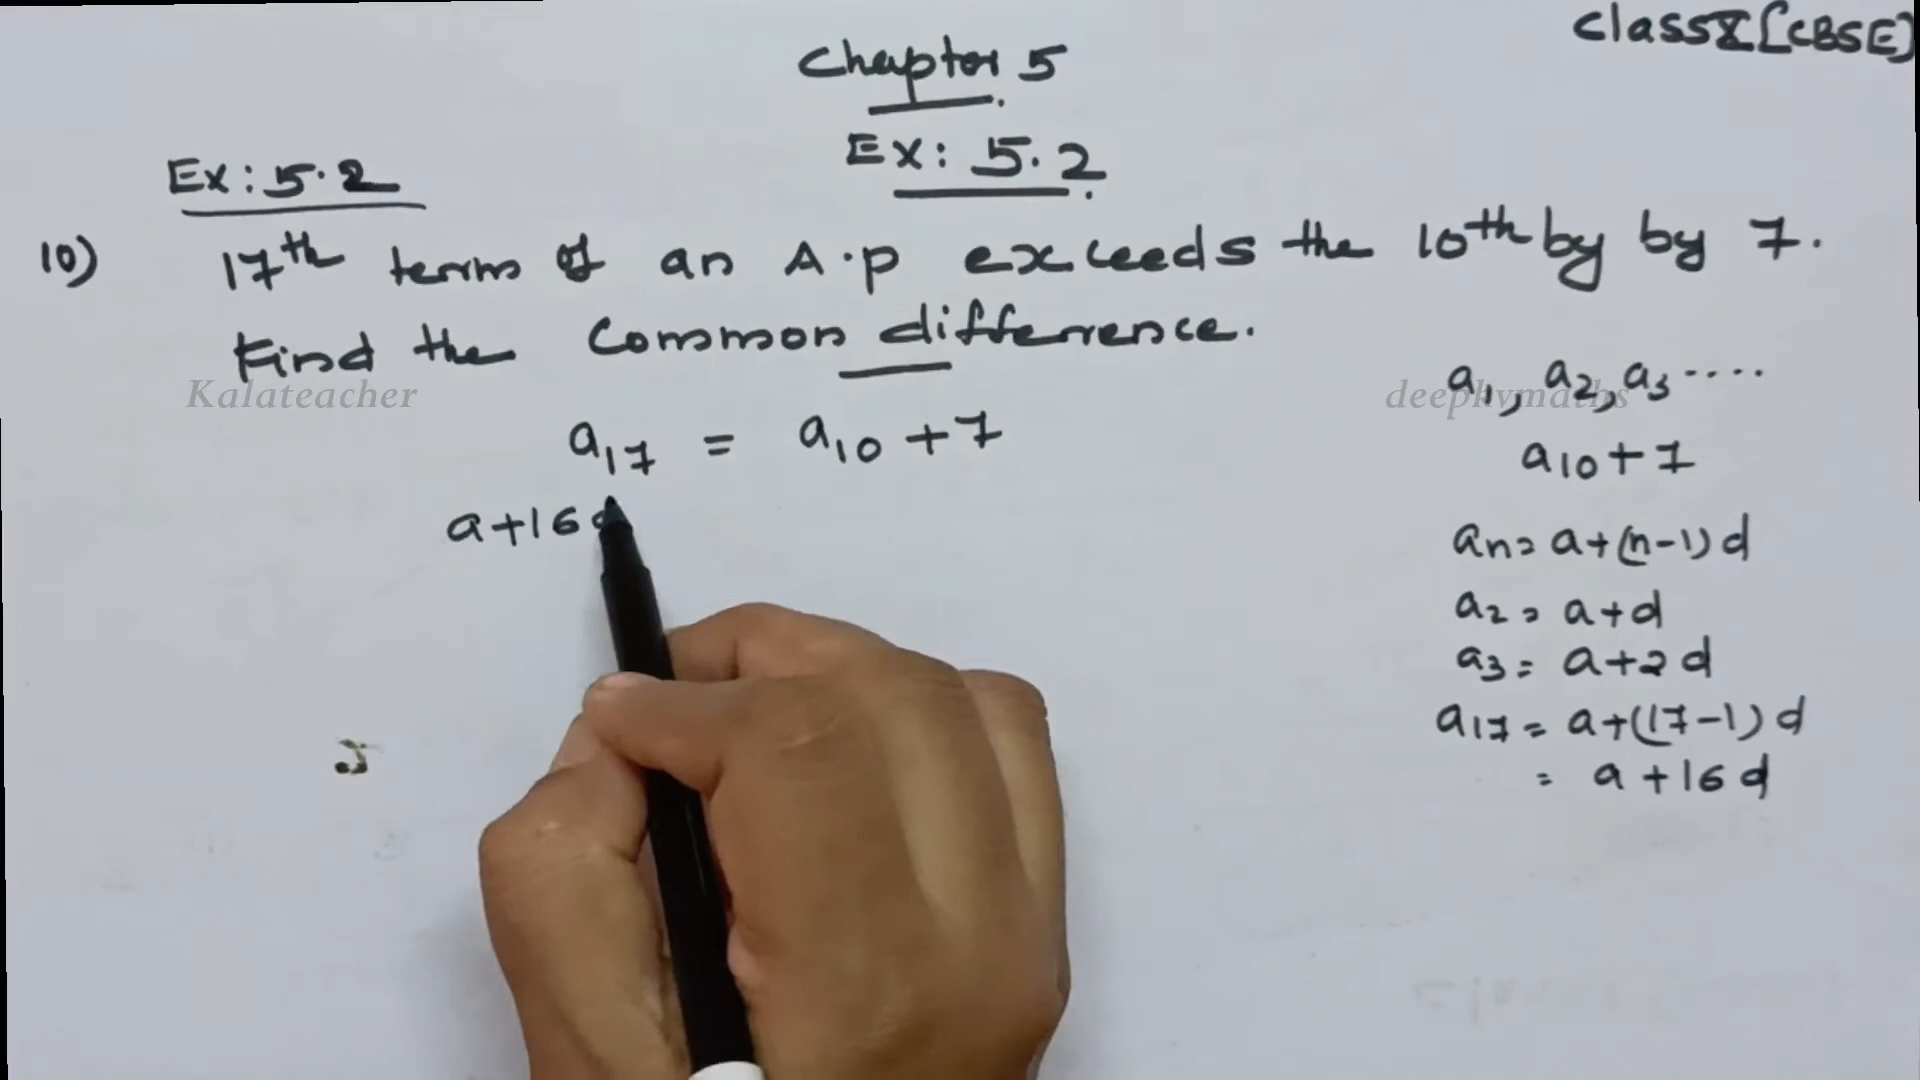 Class X [CBSE]
Chapter 5
Ex: 5.2
Ex: 5.2
10) 17th term of an A.p exceeds the 10th by by 7.
Find the Common difference.
Kalateacher
deepkvmaths
a17 = a10 + 7
a+16d
a1, a2, a3 ....
a10 + 7
an = a+(n-1)d
a2 = a+d
a3 = a+2d
a17 = a+(17-1)d
= a+16d